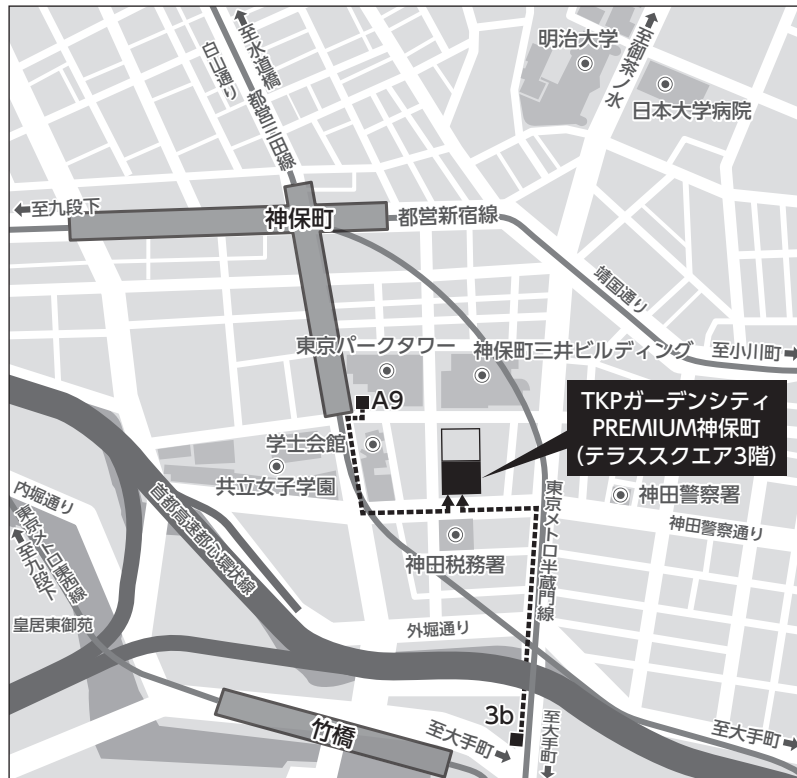 至水道橋
白山通り
都営三田線
明治大学
至御茶ノ水
日本大学病院
至九段下
神保町
都営新宿線
靖国通り
東京パークタワー
神保町三井ビルディング
至小川町
A9
TKPガーデンシティ
PREMIUM神保町
(テラススクエア3階)
学士会館
共立女子学園
神田警察署
内堀通り
首都高速都心環状線
東京メトロ半蔵門線
神田警察通り
東京メトロ東西線
至九段下
神田税務署
皇居東御苑
外堀通り
3b
至大手町
竹橋
至大手町
至大手町